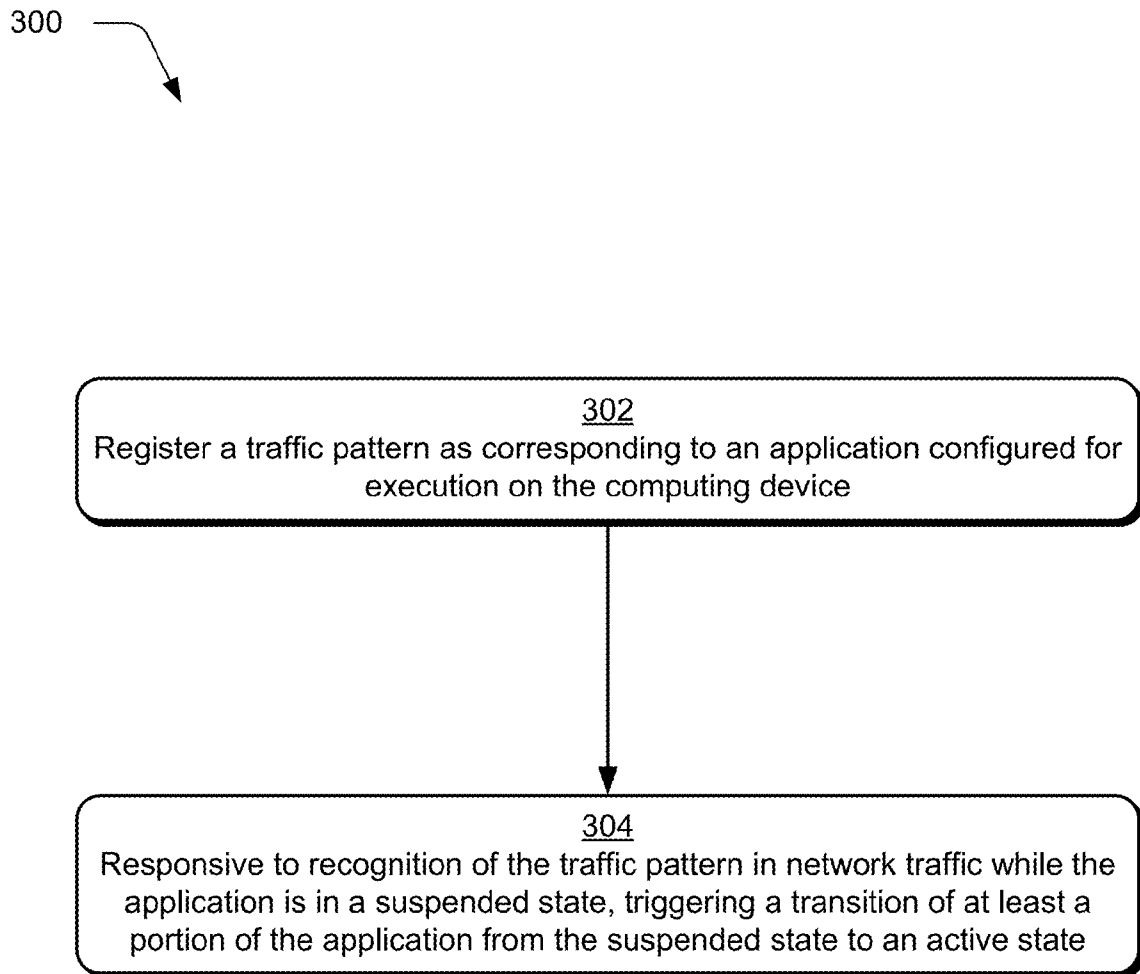 300
302
Register a traffic pattern as corresponding to an application configured for
execution on the computing device
304
Responsive to recognition of the traffic pattern in network traffic while the
application is in a suspended state, triggering a transition of at least a
portion of the application from the suspended state to an active state